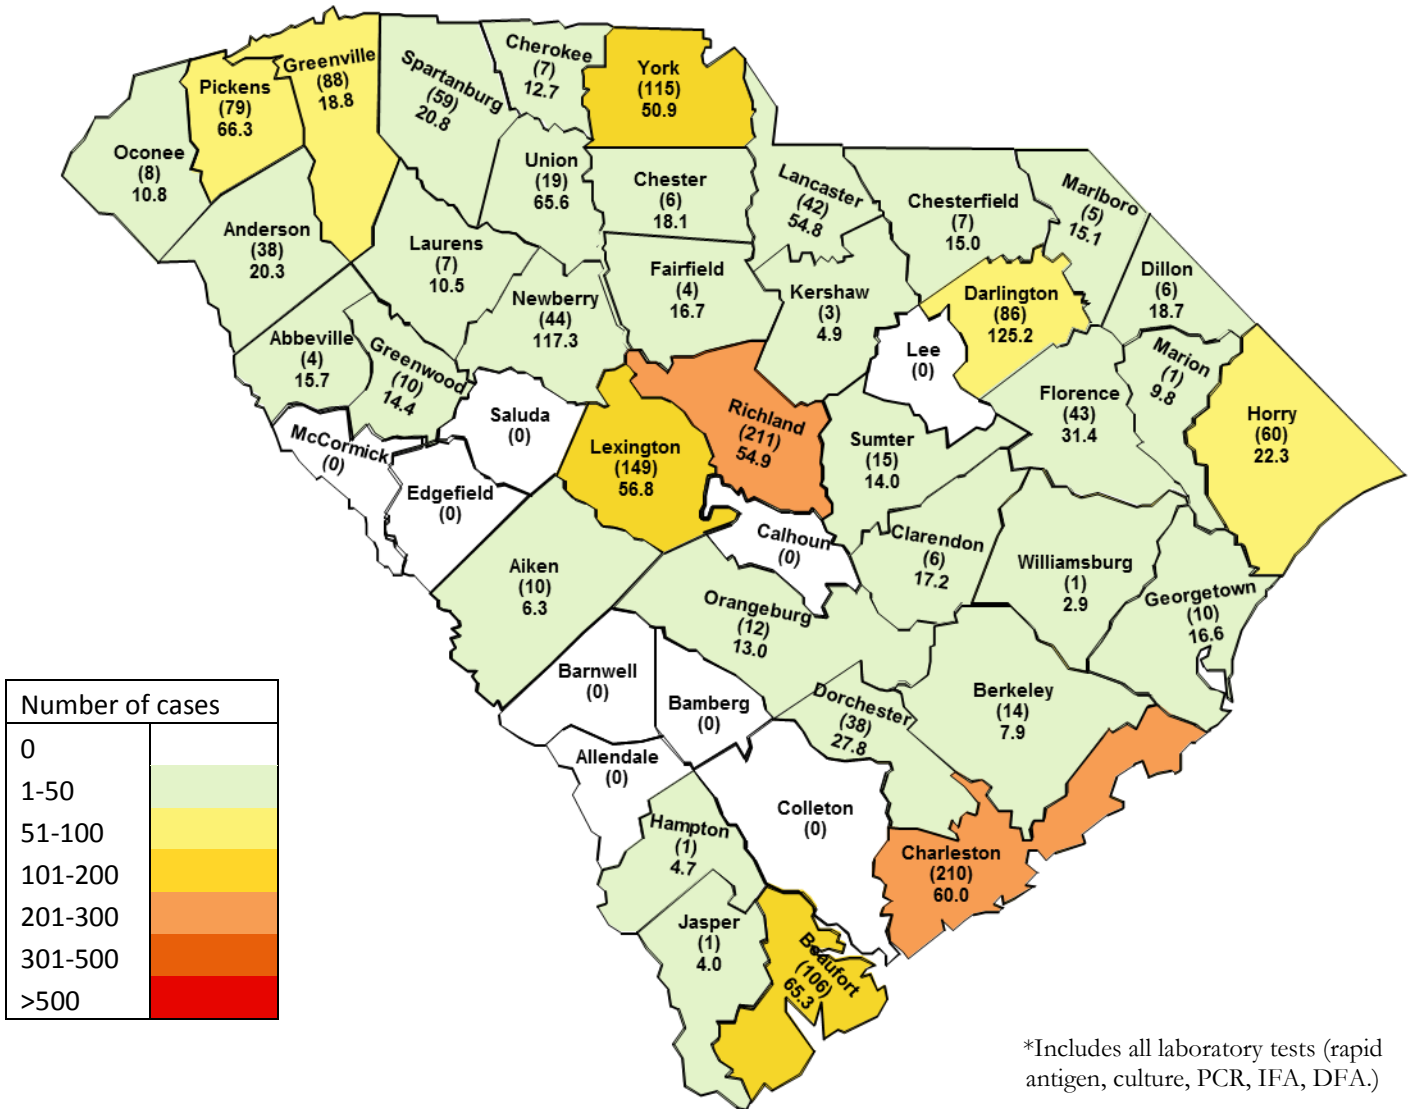 Cherokee
(7)
12.7
York
(115)
50.9
Greenville
(88)
18.8
Spartanburg
(59)
20.8
Pickens
(79)
66.3
Oconee
(8)
10.8
Union
(19)
65.6
Chester
(6)
18.1
Lancaster
(42)
54.8
Chesterfield
(7)
15.0
Marlboro
(5)
15.1
Anderson
(38)
20.3
Laurens
(7)
10.5
Newberry
(44)
117.3
Fairfield
(4)
16.7
Kershaw
(3)
4.9
Darlington
(86)
125.2
Dillon
(6)
18.7
Abbeville
(4)
15.7
Greenwood
(10)
14.4
Lee
(0)
Marion
(1)
9.8
Florence
(43)
31.4
Horry
(60)
22.3
Saluda
(0)
Richland
(211)
54.9
McCormick
(0)
Lexington
(149)
56.8
Sumter
(15)
14.0
Edgefield
(0)
Calhoun
(0)
Clarendon
(6)
17.2
Williamsburg
(1)
2.9
Georgetown
(10)
16.6
Aiken
(10)
6.3
Orangeburg
(12)
13.0
Barnwell
(0)
Bamberg
(0)
Dorchester
(38)
27.8
Berkeley
(14)
7.9
Allendale
(0)
Colleton
(0)
Hampton
(1)
4.7
Charleston
(210)
60.0
Jasper
(1)
4.0
Beaufort
(106)
65.3
Number of cases
0
1-50
51-100
101-200
201-300
301-500
>500
*Includes all laboratory tests (rapid
antigen, culture, PCR, IFA, DFA.)